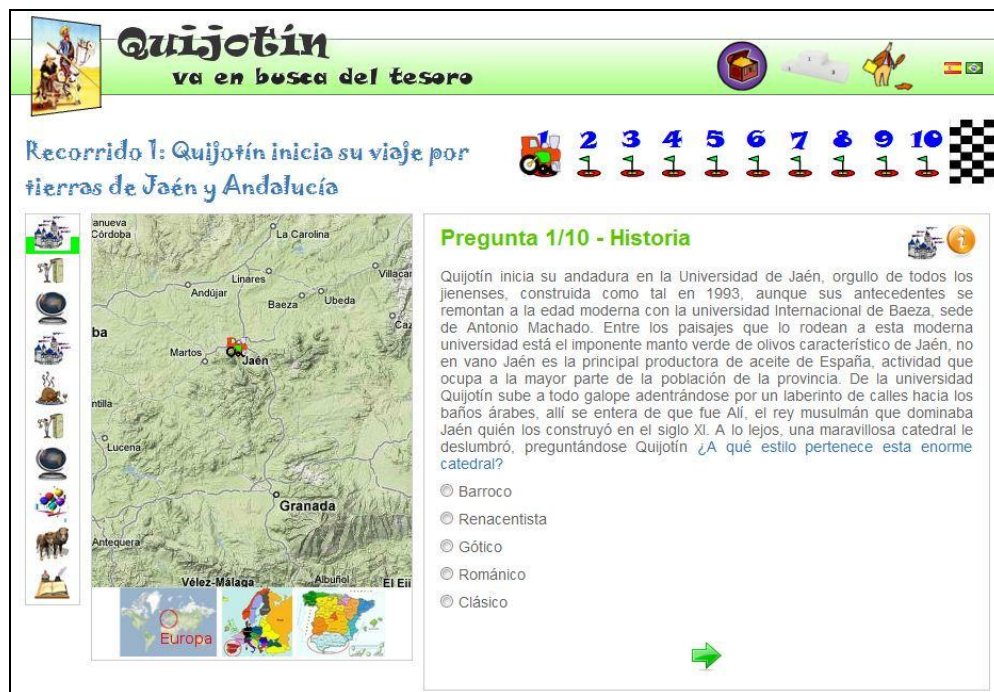 Quijotín
va en busca del tesoro
Recorrido 1: Quijotín inicia su viaje por
tierras de Jaén y Andalucía
1 2 3 4 5 6 7 8 9 10
anueva
Córdoba
La Carolina
Linares
Villacar
Andújar
Baeza
Ubeda
ba
Caz
Martos
Jaén
ntilla
Lucena
Granada
Antequera
Vélez-Málaga
Albuñol
El Eji
Europa
Pregunta 1/10 - Historia
Quijotín inicia su andadura en la Universidad de Jaén, orgullo de todos los
jienenses, construida como tal en 1993, aunque sus antecedentes se
remontan a la edad moderna con la universidad Internacional de Baeza, sede
de Antonio Machado. Entre los paisajes que lo rodean a esta moderna
universidad está el imponente manto verde de olivos característico de Jaén, no
en vano Jaén es la principal productora de aceite de España, actividad que
ocupa a la mayor parte de la población de la provincia. De la universidad
Quijotín sube a todo galope adentrándose por un laberinto de calles hacia los
baños árabes, allí se entera de que fue Alí, el rey musulmán que dominaba
Jaén quién los construyó en el siglo XI. A lo lejos, una maravillosa catedral le
deslumbró, preguntándose Quijotín ¿A qué estilo pertenece esta enorme
catedral?
Barroco
Renacentista
Gótico
Románico
Clásico